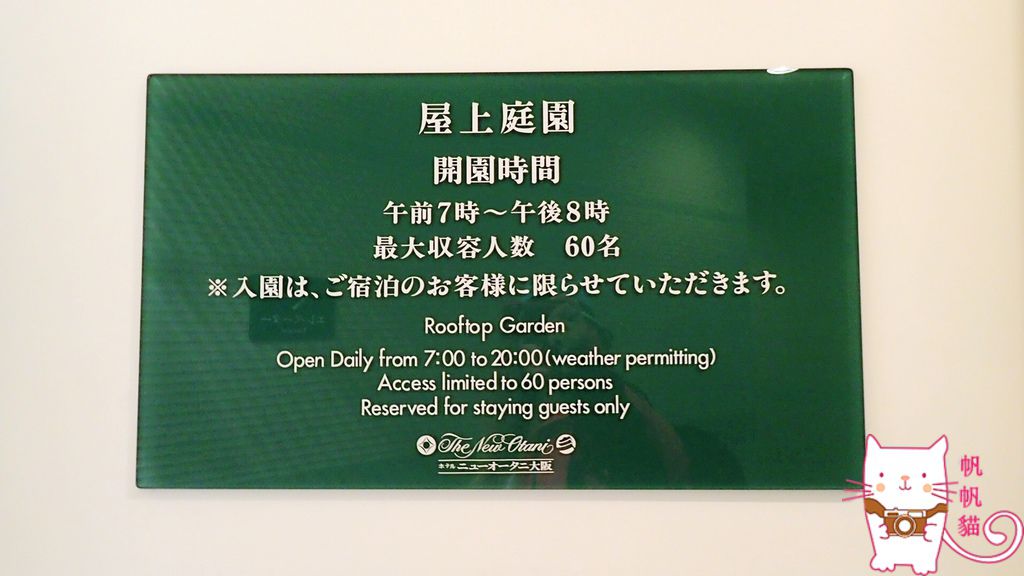 屋上庭園
開園時間
午前7時～午後8時
最大収容人数　60名
※入園は、ご宿泊のお客様に限らせていただきます。
Rooftop Garden
Open Daily from 7:00 to 20:00(weather permitting)
Access limited to 60 persons
Reserved for staying guests only
The New Otani
ホテル ニューオータニ大阪
帆帆貓